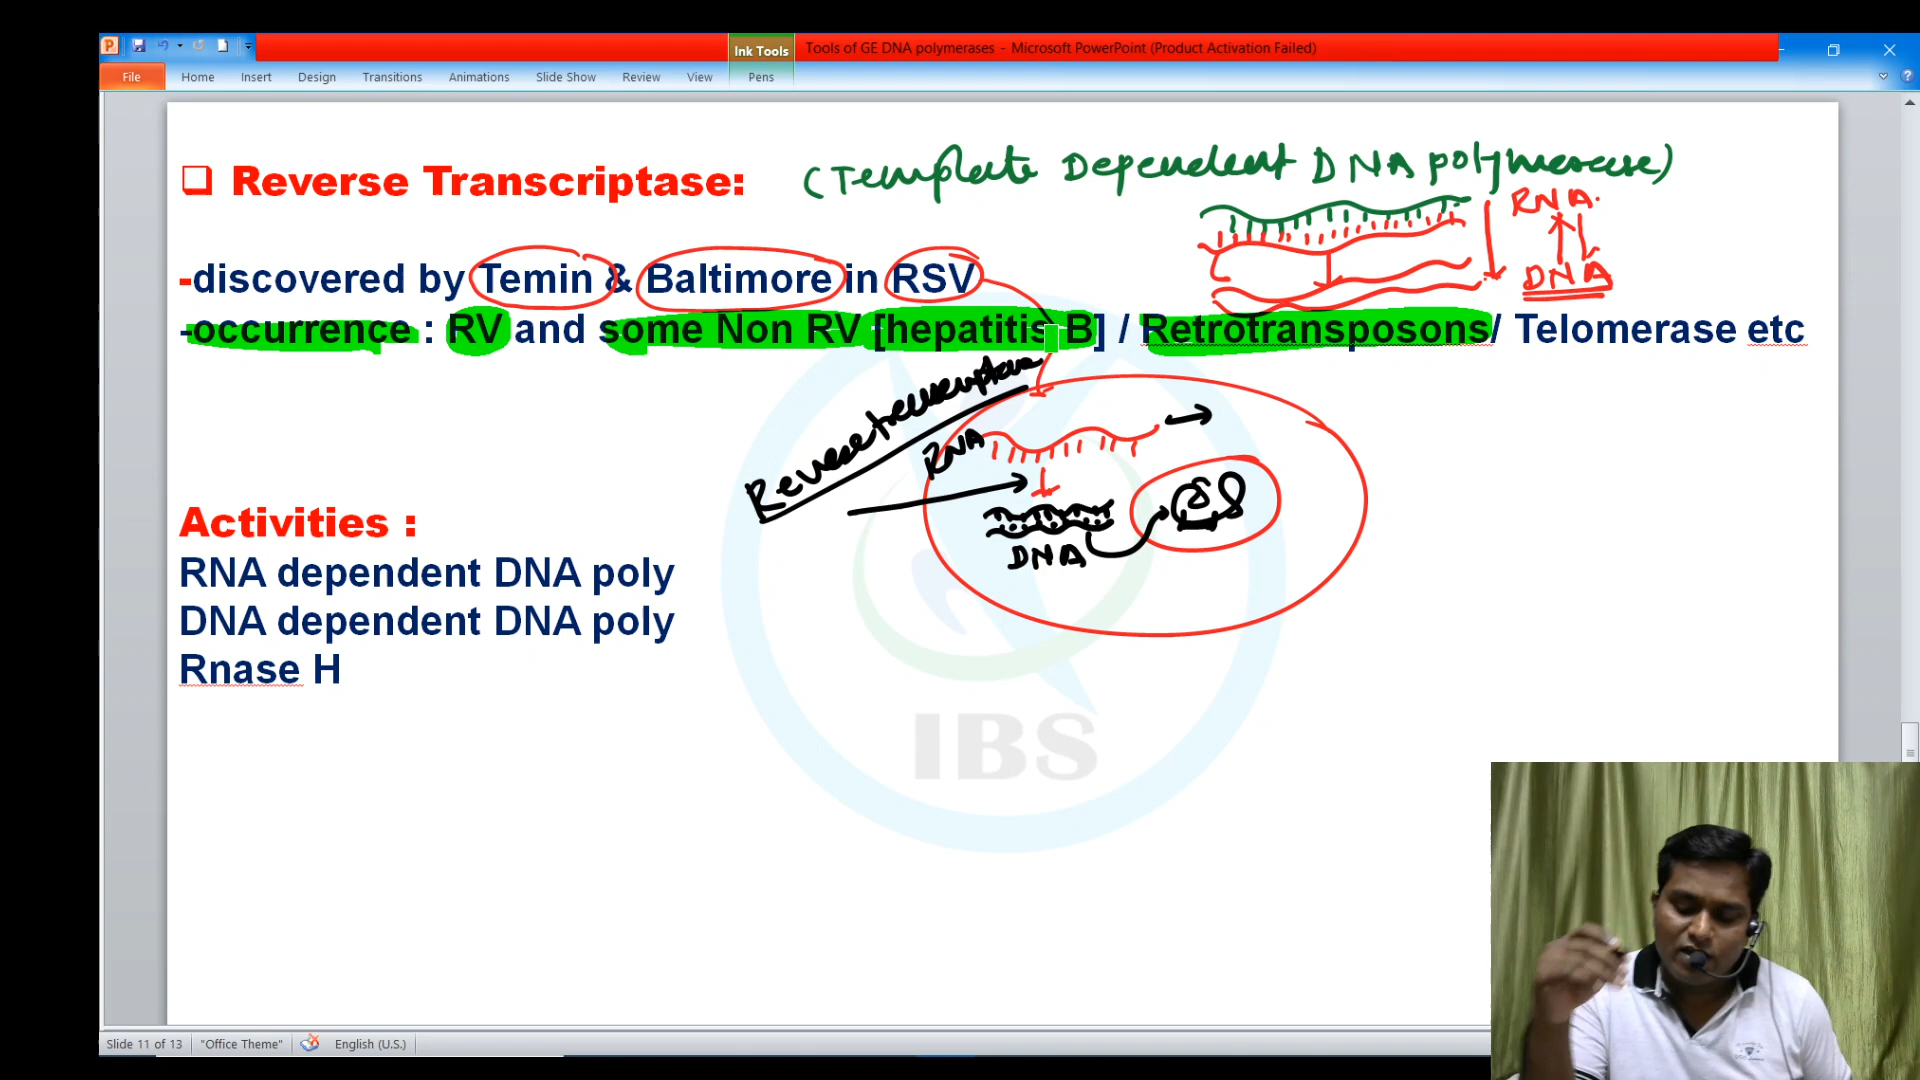 Ink Tools
Tools of GE DNA polymerases - Microsoft PowerPoint (Product Activation Failed)
File Home Insert Design Transitions Animations Slide Show Review View Pens
Reverse Transcriptase: (Template Dependent DNA polymerase)
RNA
-discovered by Temin & Baltimore in RSV
DNA
-occurrence : RV and some Non RV [hepatitis B] / Retrotransposons/ Telomerase etc
Reverse transcription
RNA
DNA
Activities :
RNA dependent DNA poly
DNA dependent DNA poly
Rnase H
IBS
Slide 11 of 13 "Office Theme" English (U.S.)